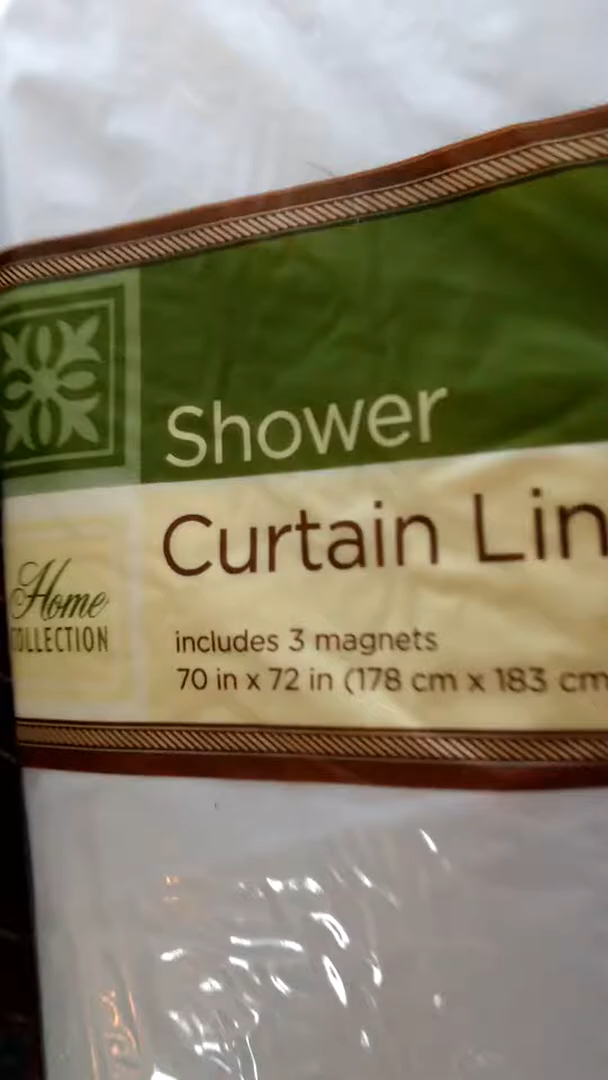 Shower
Curtain Lin
Home
COLLECTION
includes 3 magnets
70 in x 72 in (178 cm x 183 cm